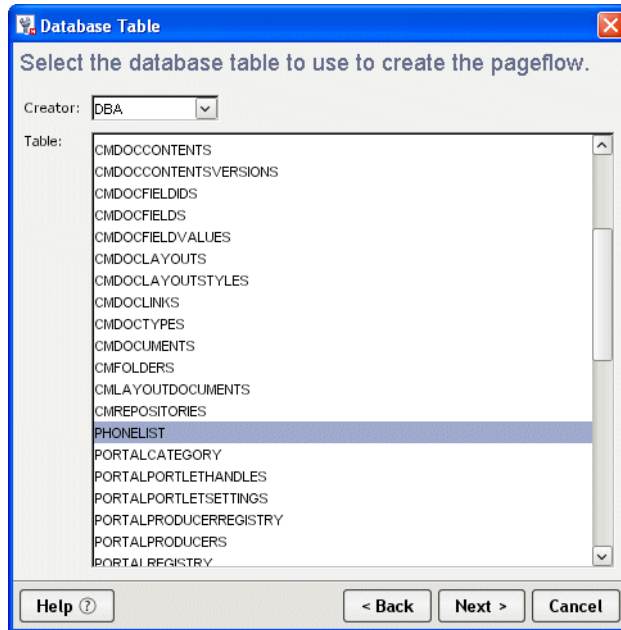 Database Table
Select the database table to use to create the pageflow.
Creator: DBA
Table:
CMDOCCONTENTS
CMDOCCONTENTSVERSIONS
CMDOCFIELDIDS
CMDOCFIELDS
CMDOCFIELDVALUES
CMDOCLAYOUTS
CMDOCLAYOUTSTYLES
CMDOCLINKS
CMDOCTYPES
CMDOCUMENTS
CMFOLDERS
CMLAYOUTDOCUMENTS
CMREPOSITORIES
PHONELIST
PORTALCATEGORY
PORTALPORTLETHANDLES
PORTALPORTLETSETTINGS
PORTALPRODUCERREGISTRY
PORTALPRODUCERS
PORTALREGISTRY
Help ? < Back Next > Cancel